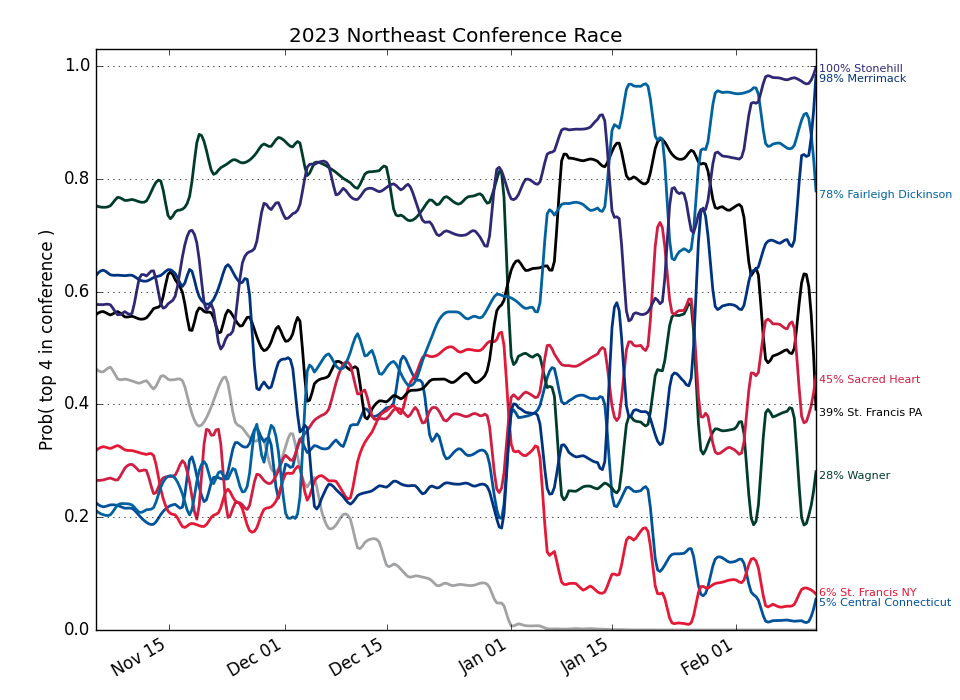 2023 Northeast Conference Race
Prob( top 4 in conference )
1.0
0.8
0.6
0.4
0.2
0.0
Nov 15
Dec 01
Dec 15
Jan 01
Jan 15
Feb 01
100% Stonehill
98% Merrimack
78% Fairleigh Dickinson
45% Sacred Heart
39% St. Francis PA
28% Wagner
6% St. Francis NY
5% Central Connecticut